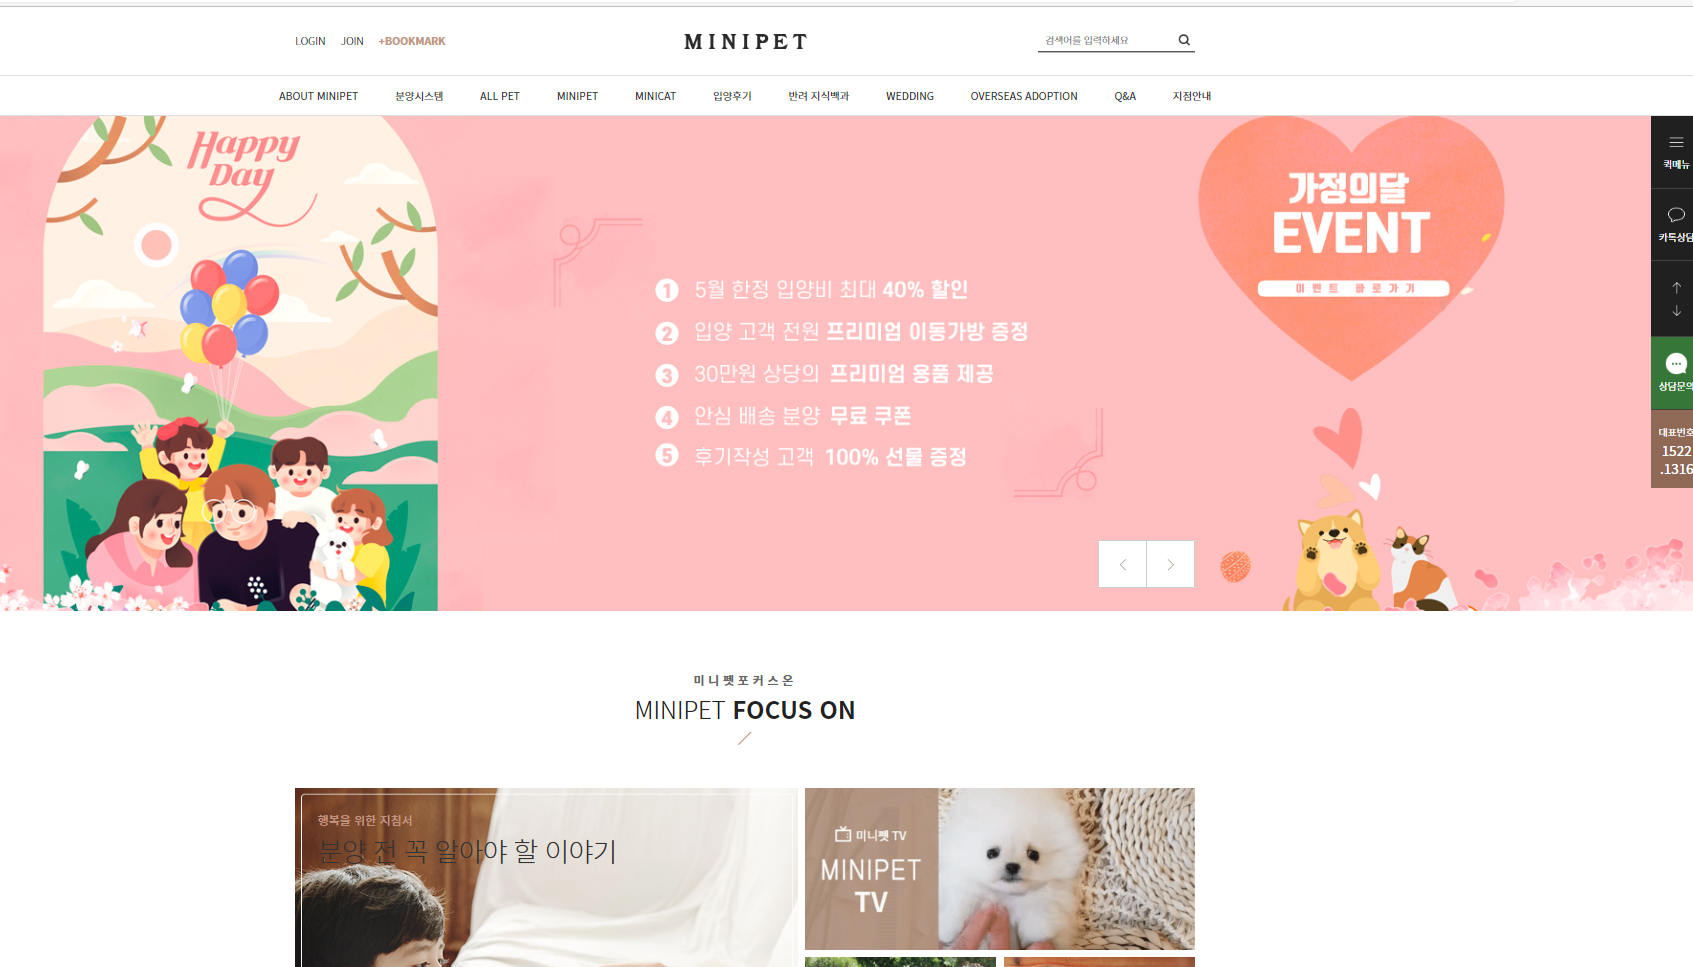 LOGIN JOIN +BOOKMARK
MINIPET
검색어를 입력하세요
ABOUT MINIPET 분양시스템 ALL PET MINIPET MINICAT 입양후기 반려 지식백과 WEDDING OVERSEAS ADOPTION Q&A 지점안내
Happy
Day
1 5월 한정 입양비 최대 40% 할인
2 입양 고객 전원 프리미엄 이동가방 증정
3 30만원 상당의 프리미엄 용품 제공
4 안심 배송 분양 무료 쿠폰
5 후기작성 고객 100% 선물 증정
가정의달
EVENT
이벤트 바로가기
퀵메뉴
카톡상담
상담문의
대표번호
1522
.1316
미니펫포커스온
MINIPET FOCUS ON
행복을 위한 지침서
분양 전 꼭 알아야 할 이야기
미니펫 TV
MINIPET
TV